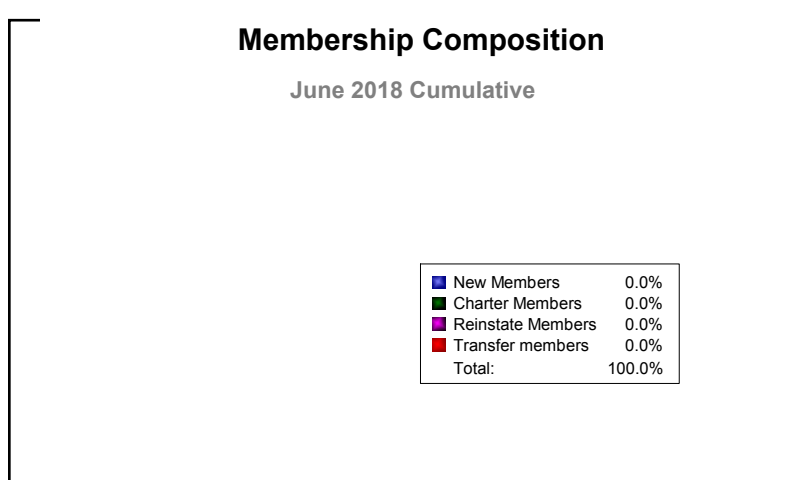 Membership Composition
June 2018 Cumulative
New Members 0.0%
Charter Members 0.0%
Reinstate Members 0.0%
Transfer members 0.0%
Total: 100.0%